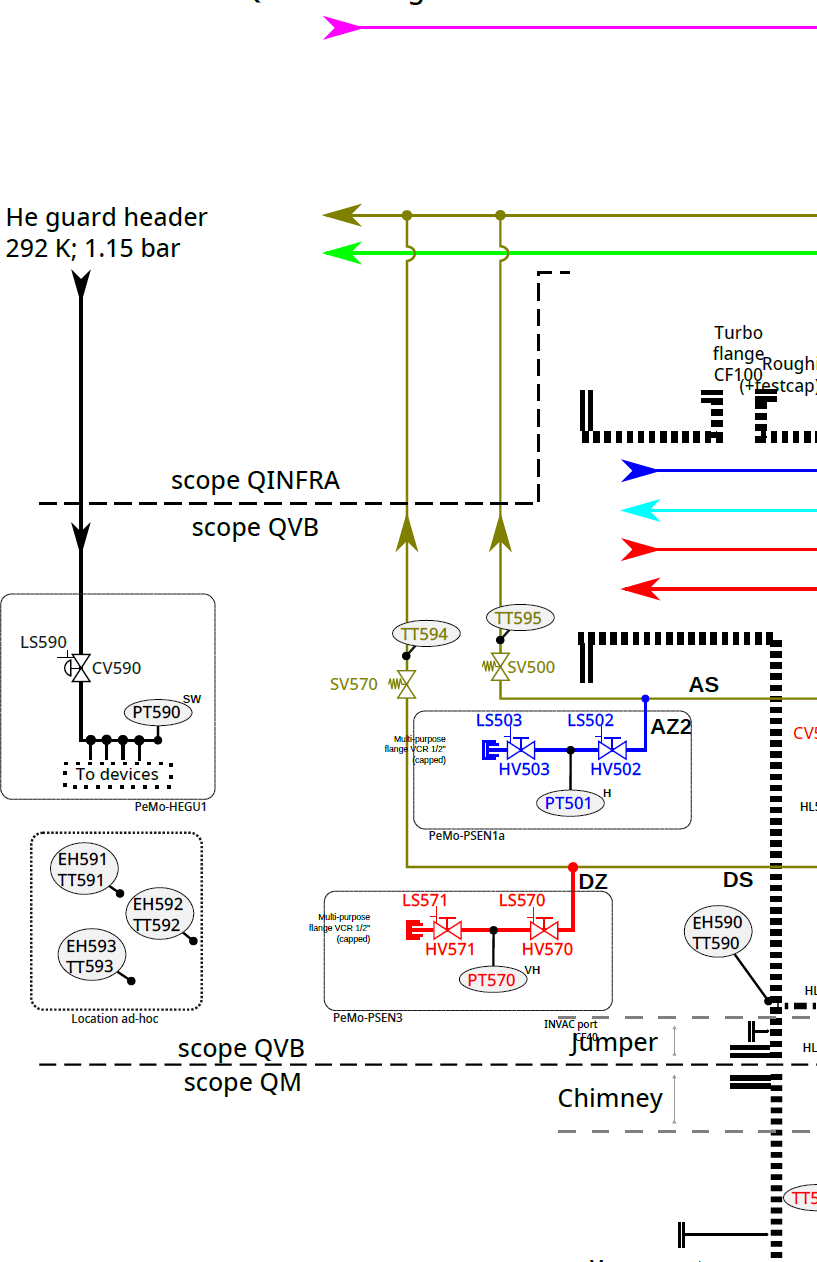 He guard header
292 K; 1.15 bar
Turbo
flange
CF100
(+testcap)
scope QINFRA
scope QVB
TT594
TT595
LS590
CV590
SV570
SV500
AS
PT590
SW
LS503
LS502
AZ2
Multi-purpose
flange VCR 1/2"
(capped)
HV503
HV502
To devices
PT501
H
PeMo-HEGU1
PeMo-PSEN1a
EH591
TT591
DZ
DS
EH592
TT592
LS571
LS570
Multi-purpose
flange VCR 1/2"
(capped)
EH590
TT590
EH593
TT593
HV571
HV570
PT570
VH
Location ad-hoc
PeMo-PSEN3
INVAC port
CF40
Jumper
scope QVB
scope QM
Chimney